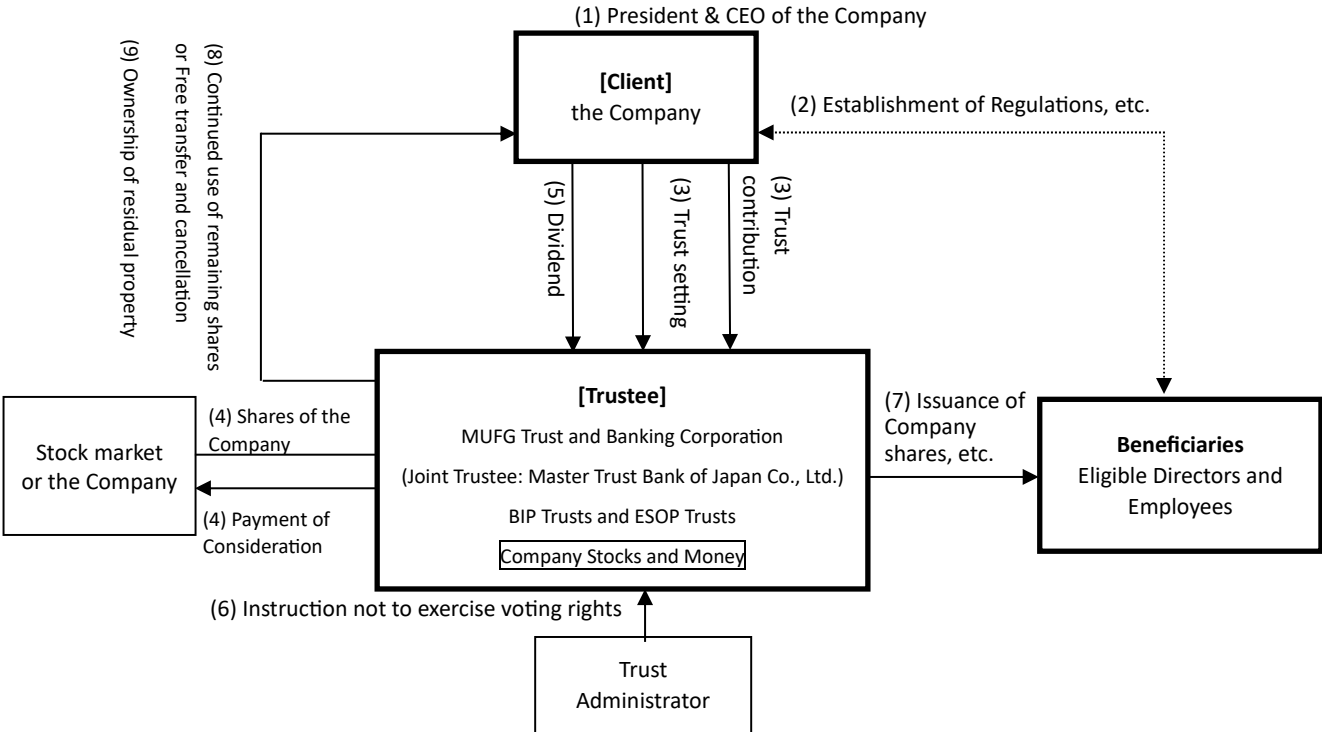 (1) President & CEO of the Company
[Client]
the Company
(2) Establishment of Regulations, etc.
(9) Ownership of residual property
(8) Continued use of remaining shares
or Free transfer and cancellation
(5) Dividend
(3) Trust setting
(3) Trust
contribution
[Trustee]
MUFG Trust and Banking Corporation
(Joint Trustee: Master Trust Bank of Japan Co., Ltd.)
BIP Trusts and ESOP Trusts
Company Stocks and Money
Stock market
or the Company
(4) Shares of the
Company
(4) Payment of
Consideration
(7) Issuance of
Company
shares, etc.
Beneficiaries
Eligible Directors and
Employees
(6) Instruction not to exercise voting rights
Trust
Administrator